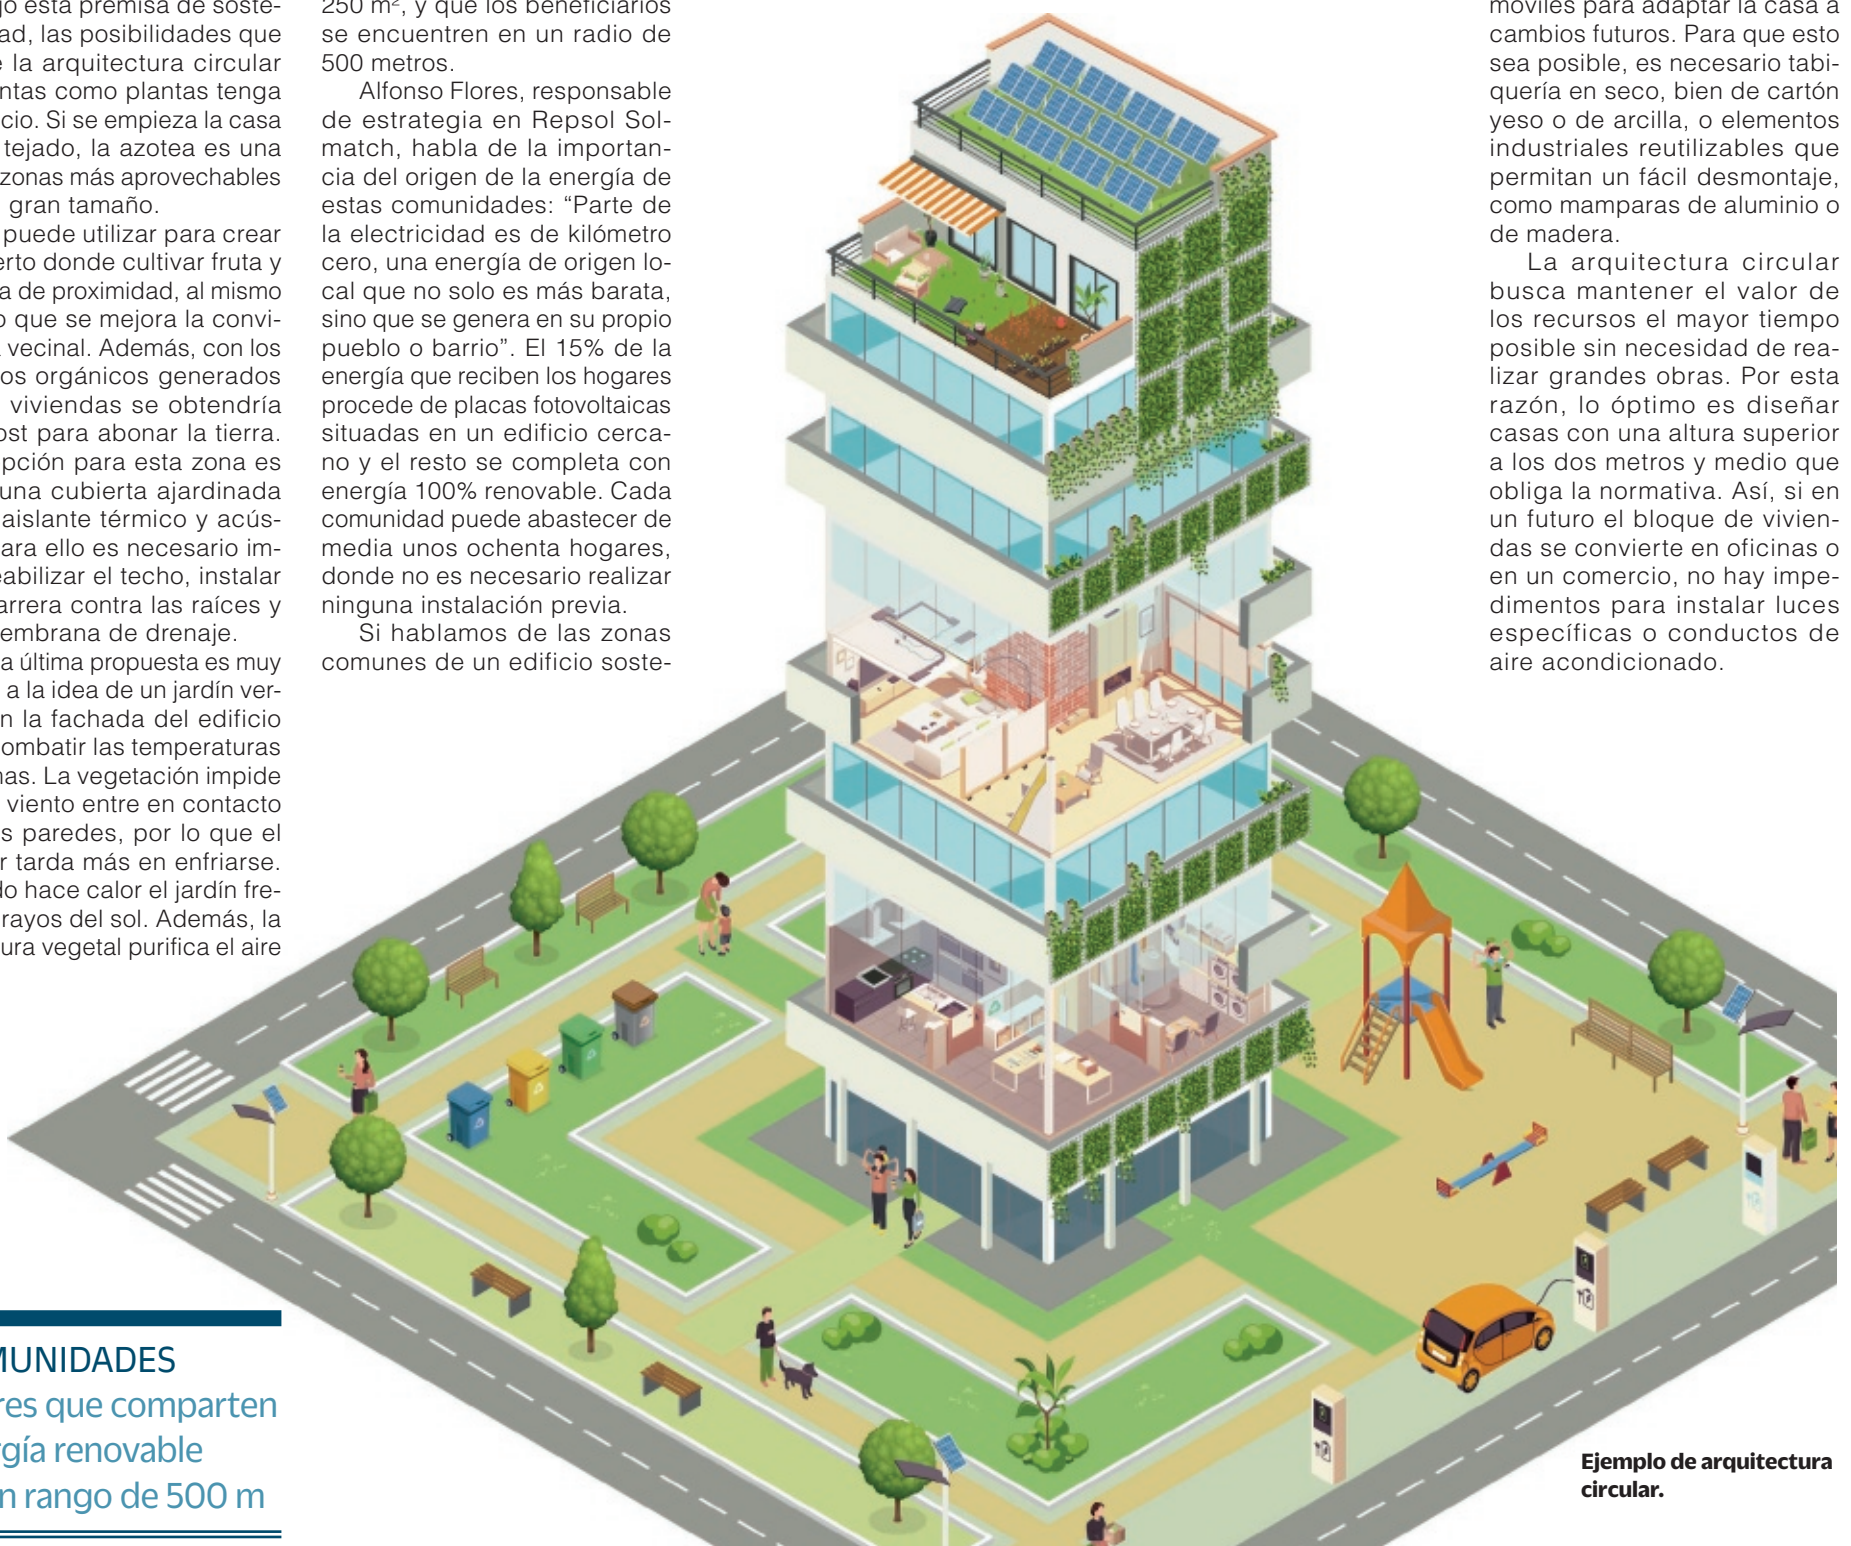 jo esta premisa de soste-
ad, las posibilidades que
e la arquitectura circular
ntas como plantas tenga
cio. Si se empieza la casa
tejado, la azotea es una
zonas más aprovechables
gran tamaño.
puede utilizar para crear
erto donde cultivar fruta y
a de proximidad, al mismo
o que se mejora la convi-
vecinal. Además, con los
os orgánicos generados
viviendas se obtendría
ost para abonar la tierra.
pción para esta zona es
una cubierta ajardinada
aislante térmico y acús-
ara ello es necesario im-
eabilizar el techo, instalar
arrera contra las raíces y
embrana de drenaje.
a última propuesta es muy
a la idea de un jardín ver-
n la fachada del edificio
ombatir las temperaturas
nas. La vegetación impide
viento entre en contacto
s paredes, por lo que el
r tarda más en enfriarse.
do hace calor el jardín fre-
rayos del sol. Además, la
ura vegetal purifica el aire
MUNIDADES
res que comparten
rgía renovable
n rango de 500 m
250 m², y que los beneficiarios
se encuentren en un radio de
500 metros.
Alfonso Flores, responsable
de estrategia en Repsol Sol-
match, habla de la importan-
cia del origen de la energía de
estas comunidades: “Parte de
la electricidad es de kilómetro
cero, una energía de origen lo-
cal que no solo es más barata,
sino que se genera en su propio
pueblo o barrio”. El 15% de la
energía que reciben los hogares
procede de placas fotovoltaicas
situadas en un edificio cerca-
no y el resto se completa con
energía 100% renovable. Cada
comunidad puede abastecer de
media unos ochenta hogares,
donde no es necesario realizar
ninguna instalación previa.
Si hablamos de las zonas
comunes de un edificio soste-
móviles para adaptar la casa a
cambios futuros. Para que esto
sea posible, es necesario tabi-
quería en seco, bien de cartón
yeso o de arcilla, o elementos
industriales reutilizables que
permitan un fácil desmontaje,
como mamparas de aluminio o
de madera.
La arquitectura circular
busca mantener el valor de
los recursos el mayor tiempo
posible sin necesidad de rea-
lizar grandes obras. Por esta
razón, lo óptimo es diseñar
casas con una altura superior
a los dos metros y medio que
obliga la normativa. Así, si en
un futuro el bloque de vivien-
das se convierte en oficinas o
en un comercio, no hay impe-
dimentos para instalar luces
específicas o conductos de
aire acondicionado.
Ejemplo de arquitectura
circular.